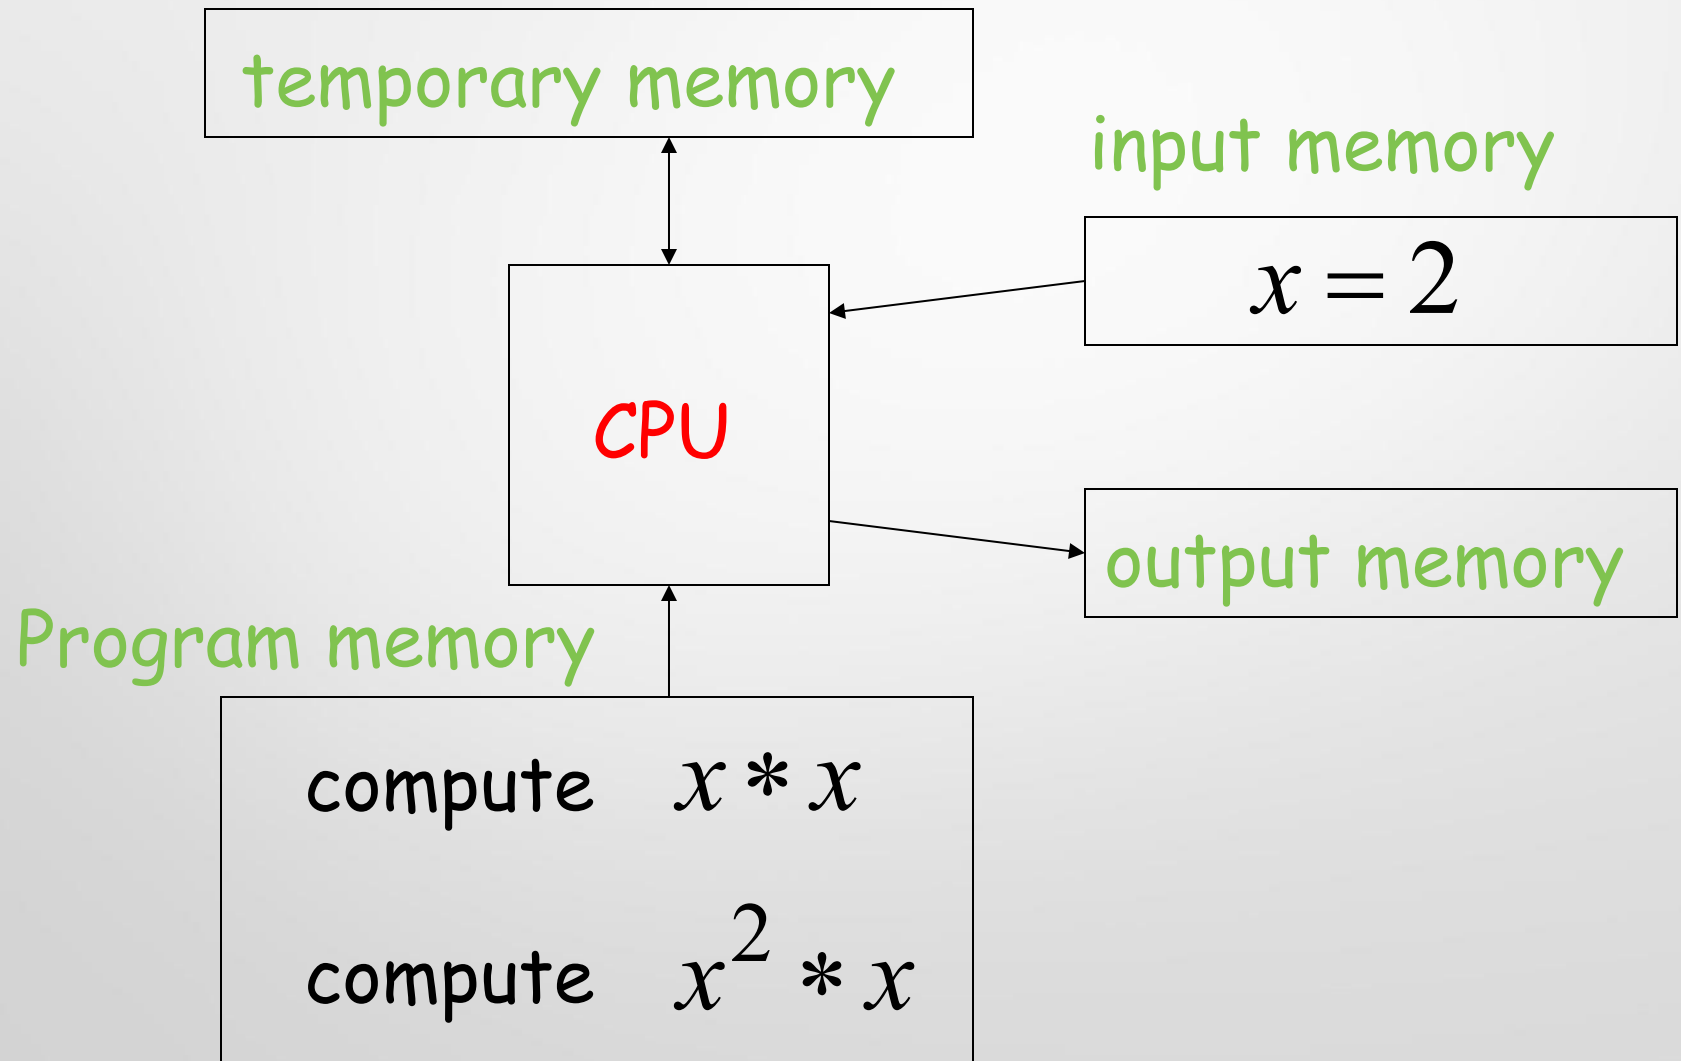 temporary memory
input memory
x = 2
CPU
output memory
Program memory
compute x * x
compute x² * x